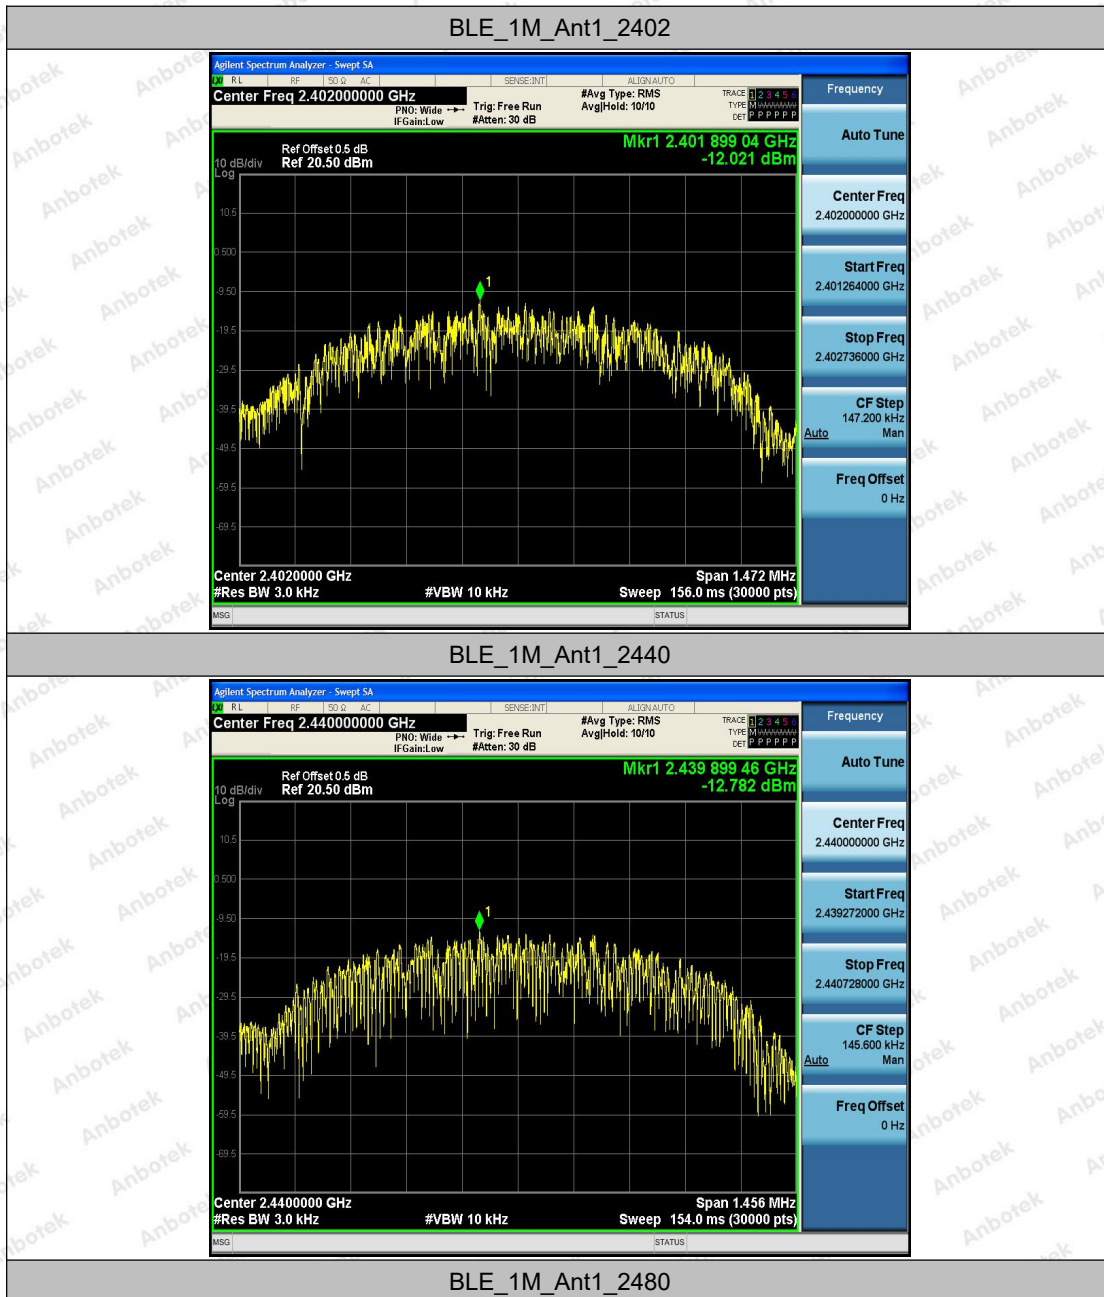 BLE_1M_Ant1_2402
Agilent Spectrum Analyzer - Swept SA
RL RF 50 Ω AC SENSE:INT ALIGNAUTO
Center Freq 2.402000000 GHz
PNO: Wide
IFGain:Low
Trig: Free Run
#Atten: 30 dB
#Avg Type: RMS
Avg|Hold: 10/10
TRACE 1 2 3 4 5 6
TYPE M WWWWW
DET P P P P P P
Mkr1 2.401 899 04 GHz
-12.021 dBm
Ref Offset 0.5 dB
10 dB/div Ref 20.50 dBm
Log
10.5
0.500
-9.50
1
-19.5
-29.5
-39.5
-49.5
-59.5
-69.5
Center 2.4020000 GHz Span 1.472 MHz
#Res BW 3.0 kHz #VBW 10 kHz Sweep 156.0 ms (30000 pts)
MSG STATUS
Frequency
Auto Tune
Center Freq
2.402000000 GHz
Start Freq
2.401264000 GHz
Stop Freq
2.402736000 GHz
CF Step
147.200 kHz
Auto Man
Freq Offset
0 Hz
BLE_1M_Ant1_2440
Agilent Spectrum Analyzer - Swept SA
RL RF 50 Ω AC SENSE:INT ALIGNAUTO
Center Freq 2.440000000 GHz
PNO: Wide
IFGain:Low
Trig: Free Run
#Atten: 30 dB
#Avg Type: RMS
Avg|Hold: 10/10
TRACE 1 2 3 4 5 6
TYPE M WWWWW
DET P P P P P P
Mkr1 2.439 899 46 GHz
-12.782 dBm
Ref Offset 0.5 dB
10 dB/div Ref 20.50 dBm
Log
10.5
0.500
-9.50
1
-19.5
-29.5
-39.5
-49.5
-59.5
-69.5
Center 2.4400000 GHz Span 1.456 MHz
#Res BW 3.0 kHz #VBW 10 kHz Sweep 154.0 ms (30000 pts)
MSG STATUS
Frequency
Auto Tune
Center Freq
2.440000000 GHz
Start Freq
2.439272000 GHz
Stop Freq
2.440728000 GHz
CF Step
145.600 kHz
Auto Man
Freq Offset
0 Hz
BLE_1M_Ant1_2480